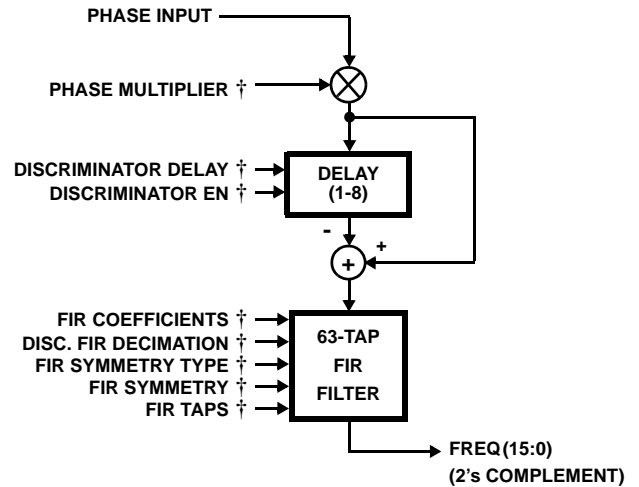 PHASE INPUT
PHASE MULTIPLIER †
DISCRIMINATOR DELAY †
DISCRIMINATOR EN †
DELAY
(1-8)
-
+
+
FIR COEFFICIENTS †
DISC. FIR DECIMATION †
FIR SYMMETRY TYPE †
FIR SYMMETRY †
FIR TAPS †
63-TAP
FIR
FILTER
FREQ(15:0)
(2's COMPLEMENT)